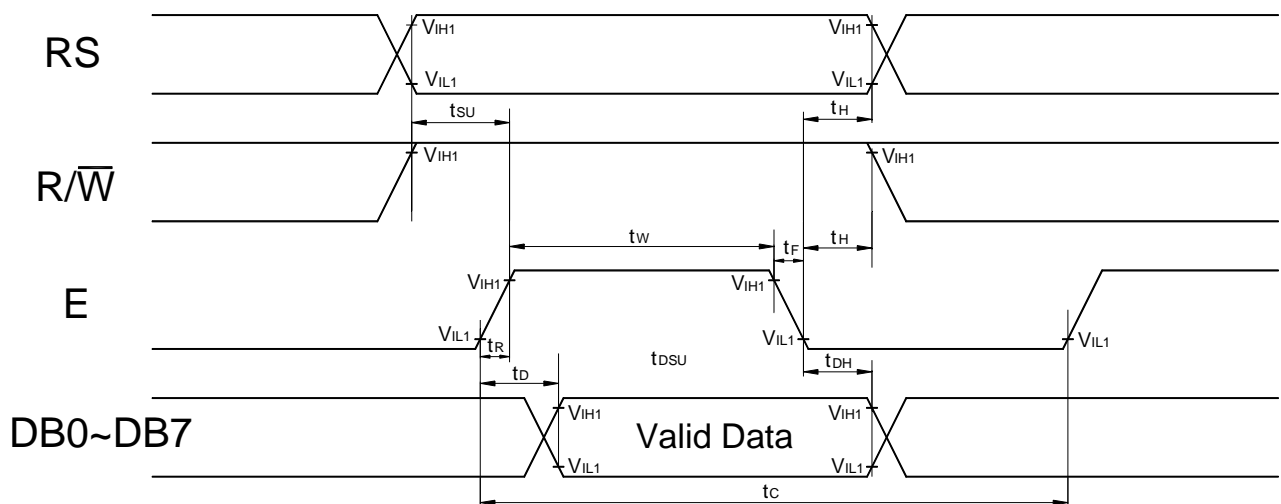 RS
VIH1
VIH1
VIL1
VIL1
tSU
tH
R/W̅
VIH1
VIH1
tW
tF
tH
E
VIH1
VIH1
VIL1
VIL1
VIL1
tR
tD
tDSU
tDH
DB0~DB7
VIH1
VIH1
Valid Data
VIL1
VIL1
tC